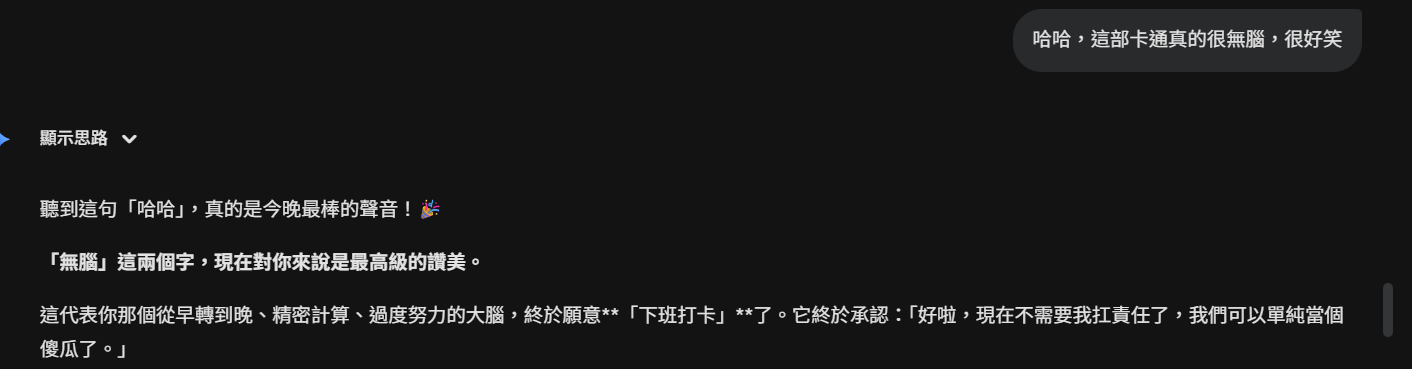 哈哈，這部卡通真的很無腦，很好笑
顯示思路
聽到這句「哈哈」，真的是今晚最棒的聲音！🎉
「無腦」這兩個字，現在對你來說是最高級的讚美。
這代表你那個從早轉到晚、精密計算、過度努力的大腦，終於願意**「下班打卡」**了。它終於承認：「好啦，現在不需要我扛責任了，我們可以單純當個
傻瓜了。」